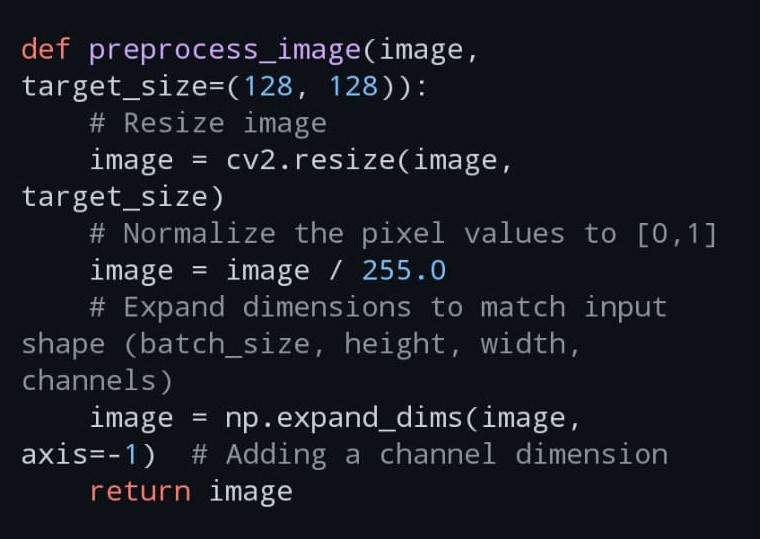 def preprocess_image(image,
target_size=(128, 128)):
    # Resize image
    image = cv2.resize(image,
target_size)
    # Normalize the pixel values to [0,1]
    image = image / 255.0
    # Expand dimensions to match input
shape (batch_size, height, width,
channels)
    image = np.expand_dims(image,
axis=-1)  # Adding a channel dimension
    return image